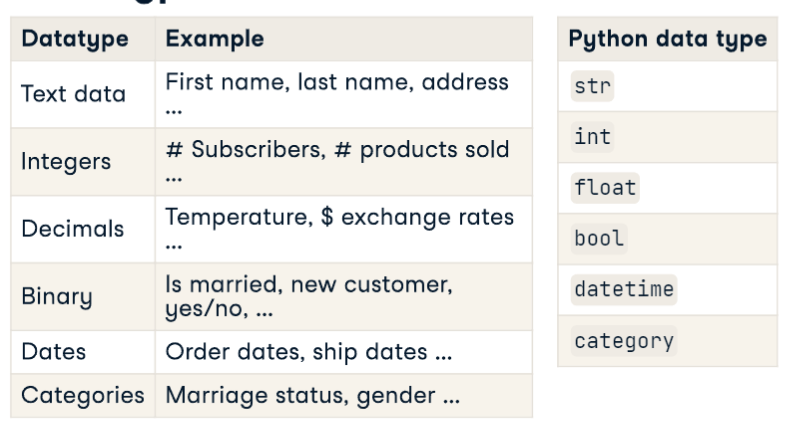 Datatype Example
Text data First name, last name, address
...
Integers # Subscribers, # products sold
...
Decimals Temperature, $ exchange rates
...
Binary Is married, new customer,
yes/no, ...
Dates Order dates, ship dates ...
Categories Marriage status, gender ...
Python data type
str
int
float
bool
datetime
category